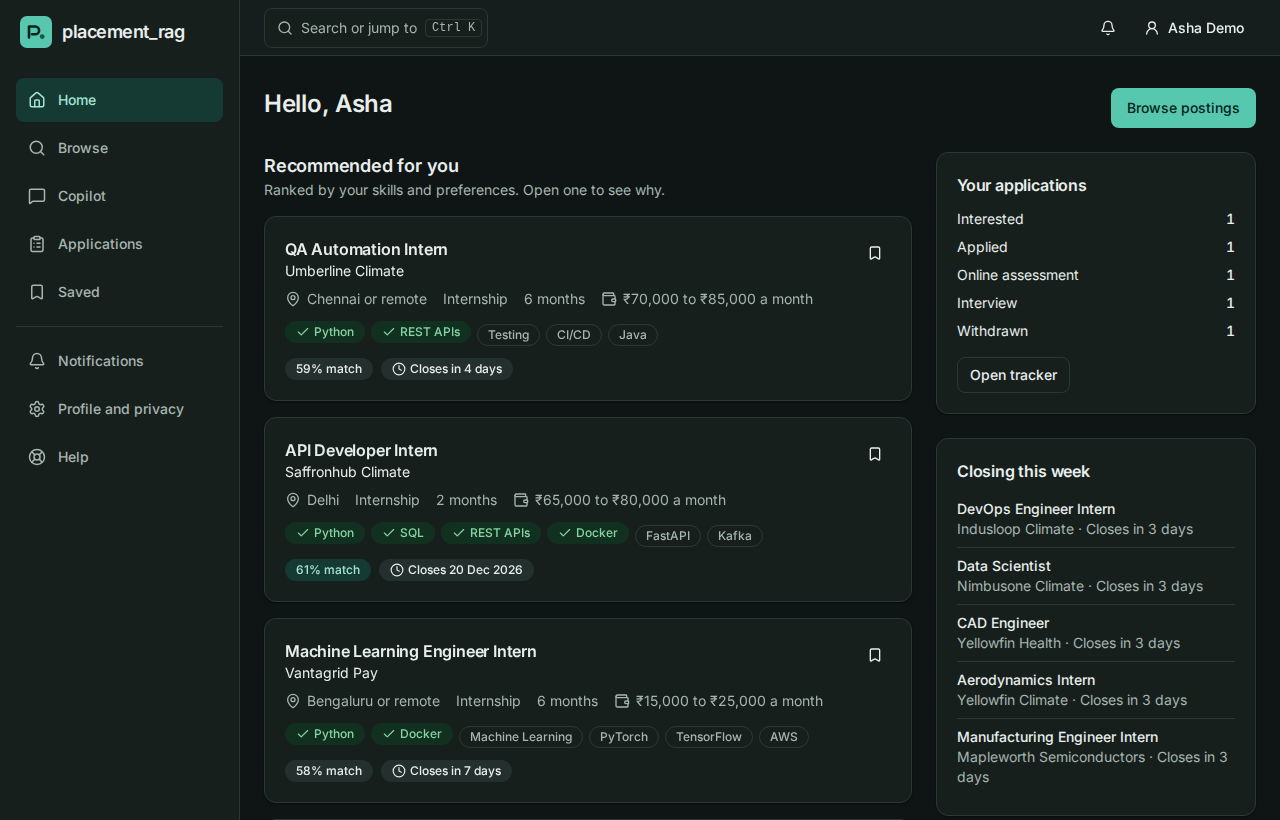 placement_rag
Search or jump to Ctrl K
Asha Demo
Home
Browse
Copilot
Applications
Saved
Notifications
Profile and privacy
Help
Hello, Asha
Browse postings
Recommended for you
Ranked by your skills and preferences. Open one to see why.
QA Automation Intern
Umberline Climate
Chennai or remote Internship 6 months ₹70,000 to ₹85,000 a month
Python REST APIs Testing CI/CD Java
59% match Closes in 4 days
API Developer Intern
Saffronhub Climate
Delhi Internship 2 months ₹65,000 to ₹80,000 a month
Python SQL REST APIs Docker FastAPI Kafka
61% match Closes 20 Dec 2026
Machine Learning Engineer Intern
Vantagrid Pay
Bengaluru or remote Internship 6 months ₹15,000 to ₹25,000 a month
Python Docker Machine Learning PyTorch TensorFlow AWS
58% match Closes in 7 days
Your applications
Interested 1
Applied 1
Online assessment 1
Interview 1
Withdrawn 1
Open tracker
Closing this week
DevOps Engineer Intern
Indusloop Climate · Closes in 3 days
Data Scientist
Nimbusone Climate · Closes in 3 days
CAD Engineer
Yellowfin Health · Closes in 3 days
Aerodynamics Intern
Yellowfin Climate · Closes in 3 days
Manufacturing Engineer Intern
Mapleworth Semiconductors · Closes in 3
days